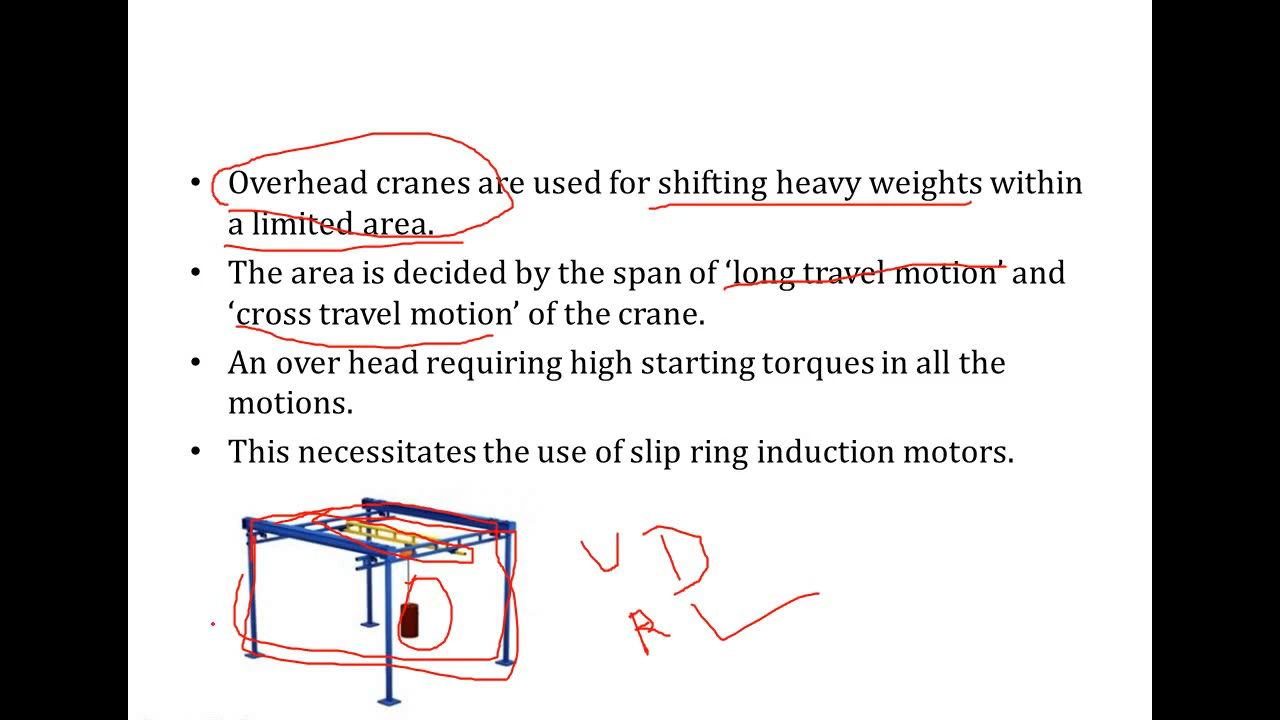 • Overhead cranes are used for shifting heavy weights within
a limited area.
• The area is decided by the span of ‘long travel motion’ and
‘cross travel motion’ of the crane.
• An over head requiring high starting torques in all the
motions.
• This necessitates the use of slip ring induction motors.
U D
R L